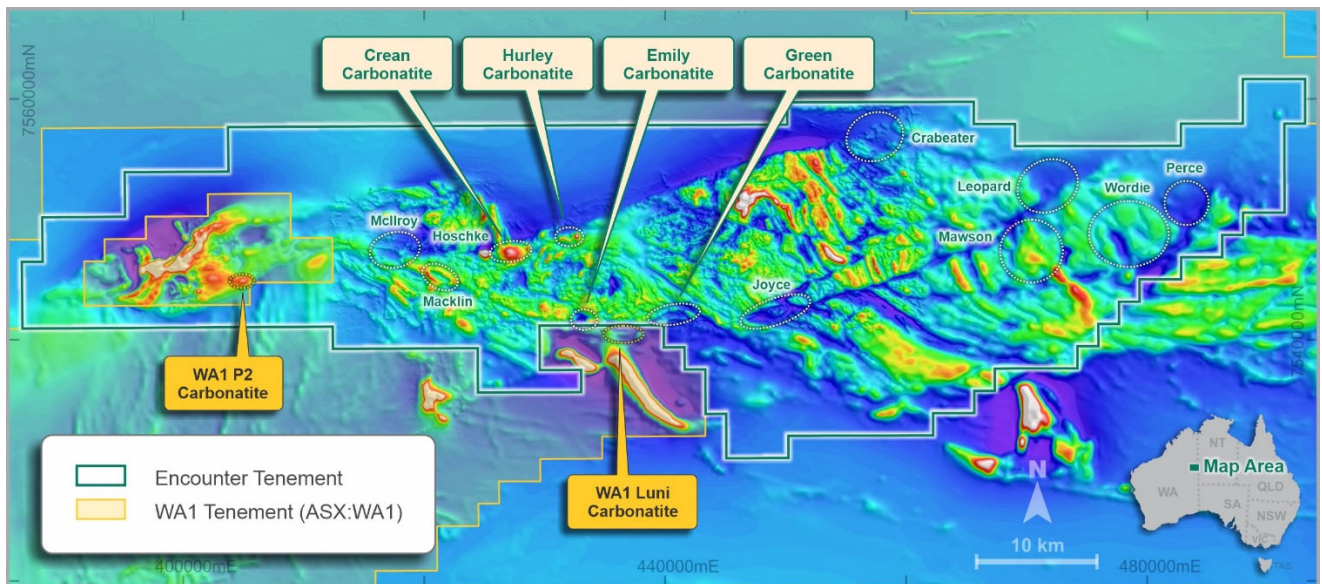 Crean
Carbonatite
Hurley
Carbonatite
Emily
Carbonatite
Green
Carbonatite
7560000mN
Crabeater
Leopard
Wordie
Perce
McIlroy
Hoschke
Mawson
Macklin
Joyce
7540000mN
WA1 P2
Carbonatite
WA1 Luni
Carbonatite
Encounter Tenement
WA1 Tenement (ASX:WA1)
N
10 km
400000mE
440000mE
480000mE
Map Area
NT
WA
QLD
SA
NSW
VIC
TAS